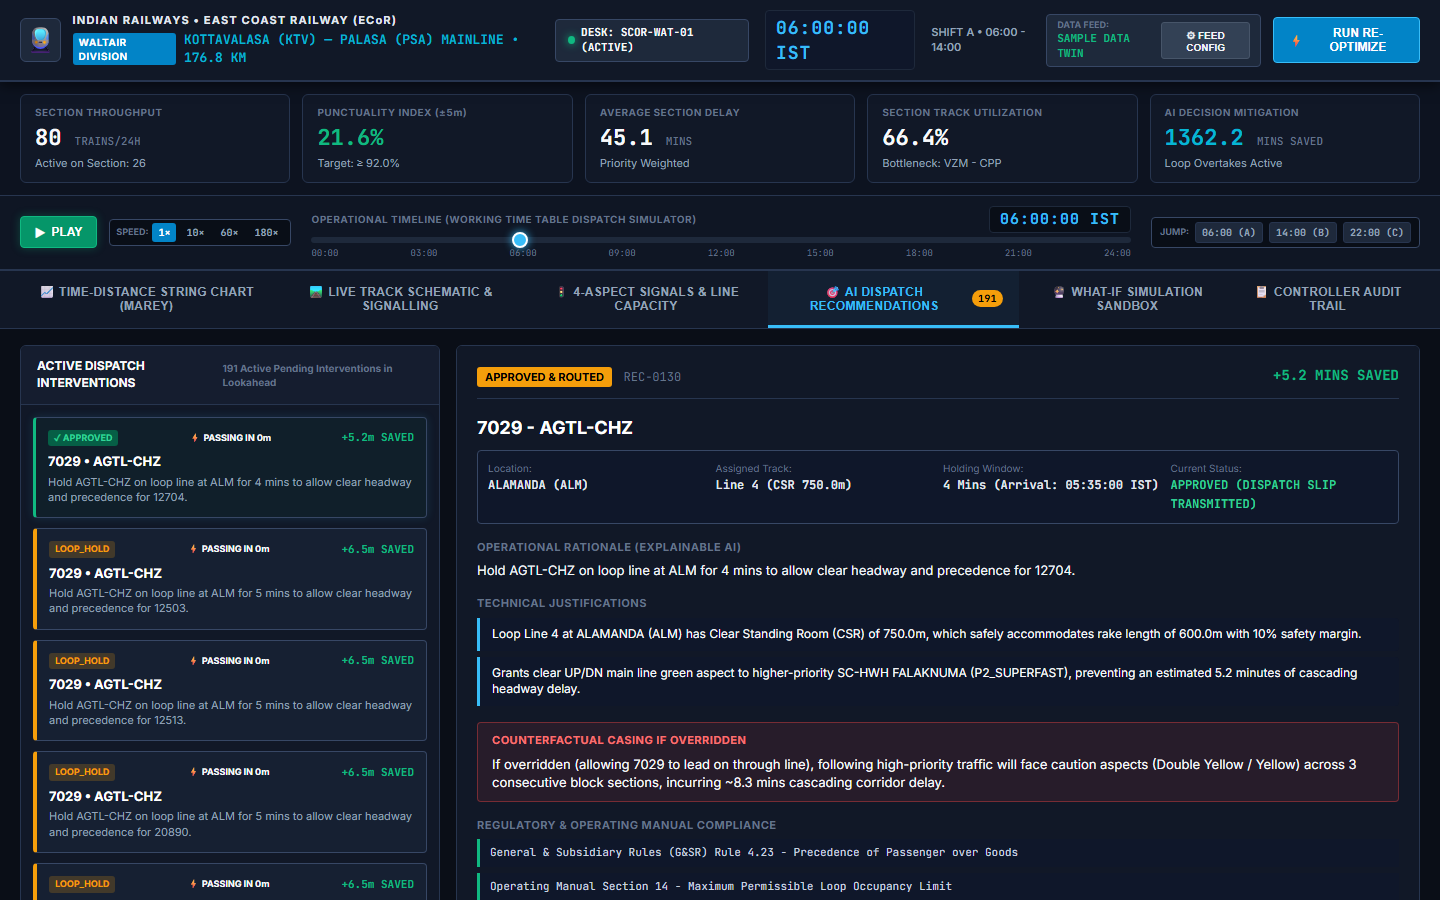 INDIAN RAILWAYS • EAST COAST RAILWAY (ECoR)
WALTAIR DIVISION
KOTTAVALASA (KTV) — PALASA (PSA) MAINLINE • 176.8 KM
DESK: SCOR-WAT-01 (ACTIVE)
06:00:00 IST
SHIFT A • 06:00 - 14:00
DATA FEED:
SAMPLE DATA TWIN
⚙ FEED CONFIG
⚡ RUN RE-OPTIMIZE
SECTION THROUGHPUT
80 TRAINS/24H
Active on Section: 26
PUNCTUALITY INDEX (±5m)
21.6%
Target: ≥ 92.0%
AVERAGE SECTION DELAY
45.1 MINS
Priority Weighted
SECTION TRACK UTILIZATION
66.4%
Bottleneck: VZM - CPP
AI DECISION MITIGATION
1362.2 MINS SAVED
Loop Overtakes Active
▶ PLAY
SPEED: 1× 10× 60× 180×
OPERATIONAL TIMELINE (WORKING TIME TABLE DISPATCH SIMULATOR)
06:00:00 IST
00:00 03:00 06:00 09:00 12:00 15:00 18:00 21:00 24:00
JUMP: 06:00 (A) 14:00 (B) 22:00 (C)
TIME-DISTANCE STRING CHART (MAREY)
LIVE TRACK SCHEMATIC & SIGNALLING
4-ASPECT SIGNALS & LINE CAPACITY
AI DISPATCH RECOMMENDATIONS 191
WHAT-IF SIMULATION SANDBOX
CONTROLLER AUDIT TRAIL
ACTIVE DISPATCH INTERVENTIONS
191 Active Pending Interventions in Lookahead
✓ APPROVED ⚡ PASSING IN 0m +5.2m SAVED
7029 • AGTL-CHZ
Hold AGTL-CHZ on loop line at ALM for 4 mins to allow clear headway
and precedence for 12704.
LOOP_HOLD ⚡ PASSING IN 0m +6.5m SAVED
7029 • AGTL-CHZ
Hold AGTL-CHZ on loop line at ALM for 5 mins to allow clear headway
and precedence for 12503.
LOOP_HOLD ⚡ PASSING IN 0m +6.5m SAVED
7029 • AGTL-CHZ
Hold AGTL-CHZ on loop line at ALM for 5 mins to allow clear headway
and precedence for 12513.
LOOP_HOLD ⚡ PASSING IN 0m +6.5m SAVED
7029 • AGTL-CHZ
Hold AGTL-CHZ on loop line at ALM for 5 mins to allow clear headway
and precedence for 20890.
LOOP_HOLD ⚡ PASSING IN 0m +6.5m SAVED
APPROVED & ROUTED REC-0130 +5.2 MINS SAVED
7029 - AGTL-CHZ
Location:
ALAMANDA (ALM)
Assigned Track:
Line 4 (CSR 750.0m)
Holding Window:
4 Mins (Arrival: 05:35:00 IST)
Current Status:
APPROVED (DISPATCH SLIP
TRANSMITTED)
OPERATIONAL RATIONALE (EXPLAINABLE AI)
Hold AGTL-CHZ on loop line at ALM for 4 mins to allow clear headway and precedence for 12704.
TECHNICAL JUSTIFICATIONS
Loop Line 4 at ALAMANDA (ALM) has Clear Standing Room (CSR) of 750.0m, which safely accommodates rake length of 600.0m with 10% safety margin.
Grants clear UP/DN main line green aspect to higher-priority SC-HWH FALAKNUMA (P2_SUPERFAST), preventing an estimated 5.2 minutes of cascading
headway delay.
COUNTERFACTUAL CASING IF OVERRIDDEN
If overridden (allowing 7029 to lead on through line), following high-priority traffic will face caution aspects (Double Yellow / Yellow) across 3
consecutive block sections, incurring ~8.3 mins cascading corridor delay.
REGULATORY & OPERATING MANUAL COMPLIANCE
General & Subsidiary Rules (G&SR) Rule 4.23 - Precedence of Passenger over Goods
Operating Manual Section 14 - Maximum Permissible Loop Occupancy Limit